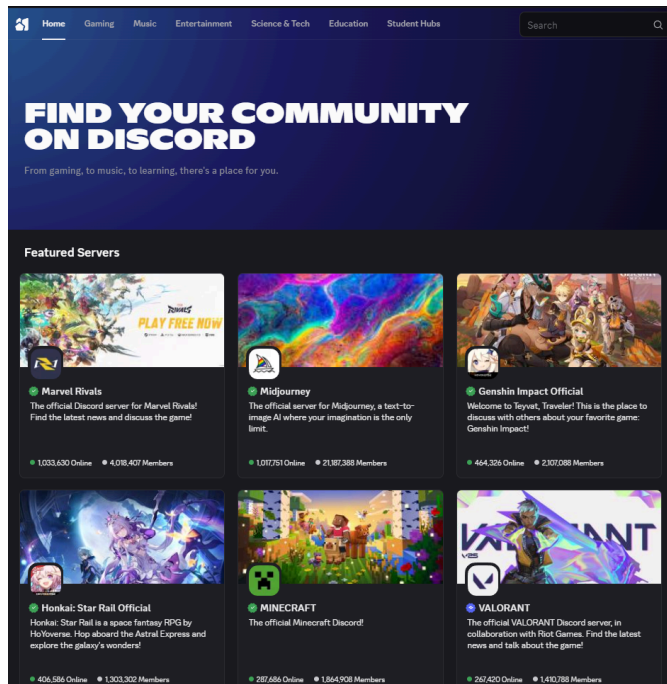 Home Gaming Music Entertainment Science & Tech Education Student Hubs Search
FIND YOUR COMMUNITY
ON DISCORD
From gaming, to music, to learning, there's a place for you.
Featured Servers
RIVALS
PLAY FREE NOW
Marvel Rivals
The official Discord server for Marvel Rivals!
Find the latest news and discuss the game!
1,033,630 Online 4,018,407 Members
Midjourney
The official server for Midjourney, a text-to-
image AI where your imagination is the only
limit.
1,017,751 Online 21,187,388 Members
Genshin Impact Official
Welcome to Teyvat, Traveler! This is the place to
discuss with others about your favorite game:
Genshin Impact!
464,326 Online 2,107,088 Members
Honkai: Star Rail Official
Honkai: Star Rail is a space fantasy RPG by
HoYoverse. Hop aboard the Astral Express and
explore the galaxy's wonders!
406,586 Online 1,303,302 Members
MINECRAFT
The official Minecraft Discord!
287,686 Online 1,864,908 Members
V25
VALORANT
The official VALORANT Discord server, in
collaboration with Riot Games. Find the latest
news and talk about the game!
267,420 Online 1,410,788 Members